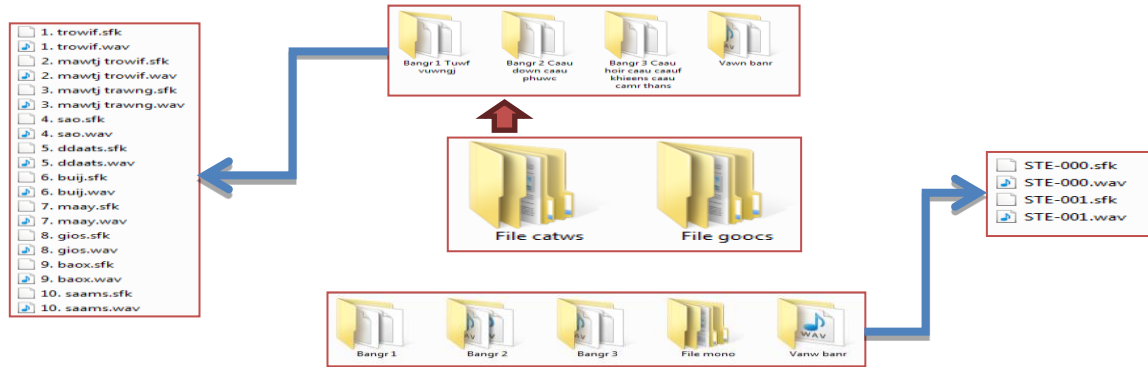 1. trowif.sfk
1. trowif.wav
2. mawtj trowif.sfk
2. mawtj trowif.wav
3. mawtj trawng.sfk
3. mawtj trawng.wav
4. sao.sfk
4. sao.wav
5. ddaats.sfk
5. ddaats.wav
6. buij.sfk
6. buij.wav
7. maay.sfk
7. maay.wav
8. gios.sfk
8. gios.wav
9. baox.sfk
9. baox.wav
10. saams.sfk
10. saams.wav
Bangr 1 Tuwf
vuwngj
Bangr 2 Caau
down caau
phuwc
Bangr 3 Caau
hoir caau caauf
khieens caau
camr thans
Vawn banr
File catws
File goocs
STE-000.sfk
STE-000.wav
STE-001.sfk
STE-001.wav
Bangr 1
Bangr 2
Bangr 3
File mono
Vanw banr
WAV